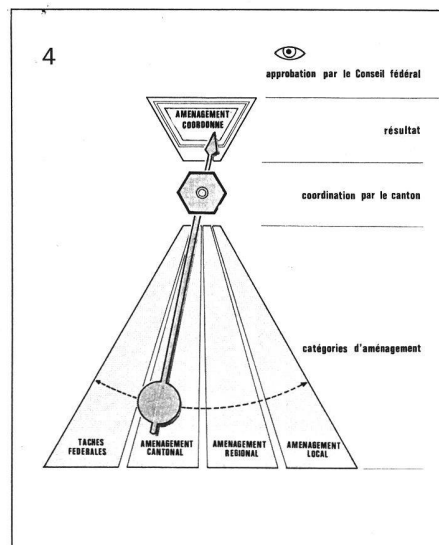 4
approbation par le Conseil fédéral
AMENAGEMENT
COORDONNE
résultat
coordination par le canton
catégories d'aménagement
TACHES
FEDERALES
AMENAGEMENT
CANTONAL
AMENAGEMENT
REGIONAL
AMENAGEMENT
LOCAL